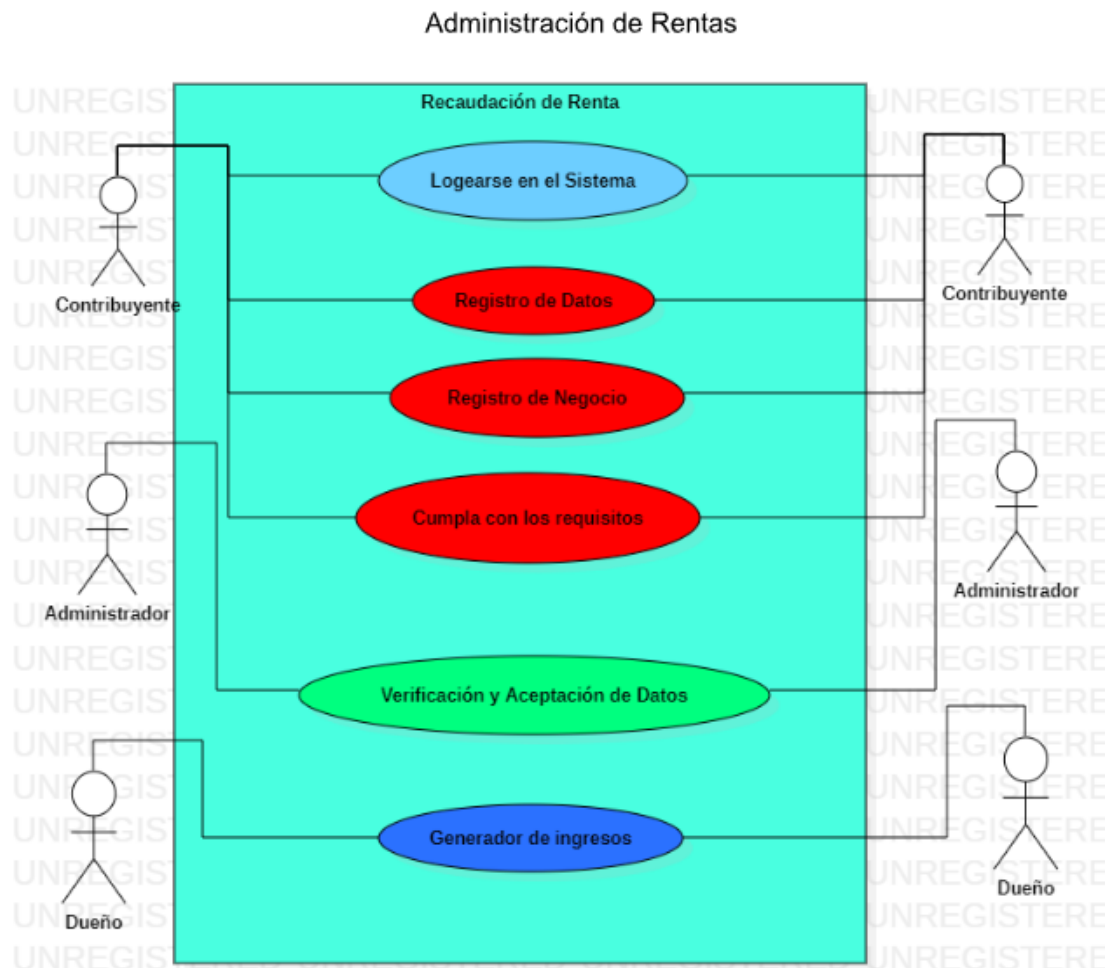 Administración de Rentas
Recaudación de Renta
Logearse en el Sistema
Contribuyente
Contribuyente
Registro de Datos
Registro de Negocio
Cumpla con los requisitos
Administrador
Administrador
Verificación y Aceptación de Datos
Generador de ingresos
Dueño
Dueño
UNREGISTERE